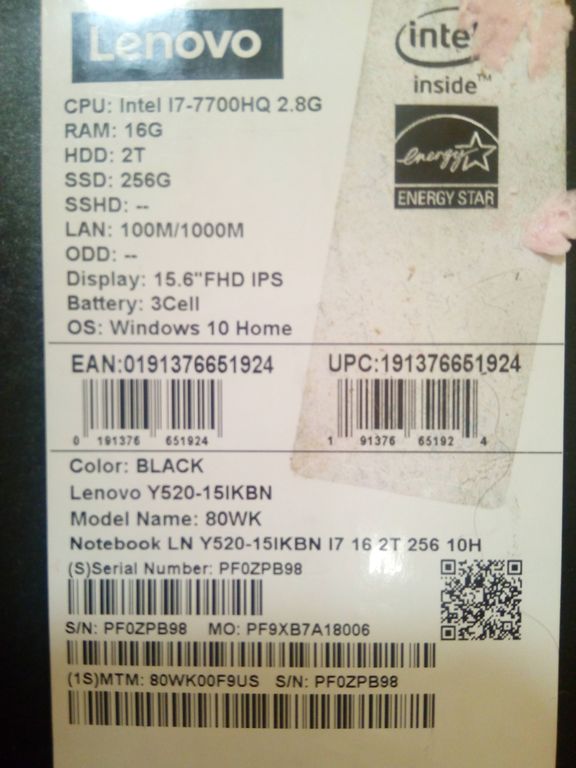 Lenovo
intel
inside™
CPU: Intel I7-7700HQ 2.8G
RAM: 16G
HDD: 2T
SSD: 256G
SSHD: --
LAN: 100M/1000M
ODD: --
Display: 15.6"FHD IPS
Battery: 3Cell
OS: Windows 10 Home
energy
ENERGY STAR
EAN:0191376651924
UPC:191376651924
0 191376 651924
1 91376 65192 4
Color: BLACK
Lenovo Y520-15IKBN
Model Name: 80WK
Notebook LN Y520-15IKBN I7 16 2T 256 10H
(S)Serial Number: PF0ZPB98
S/N: PF0ZPB98 MO: PF9XB7A18006
(1S)MTM: 80WK00F9US S/N: PF0ZPB98